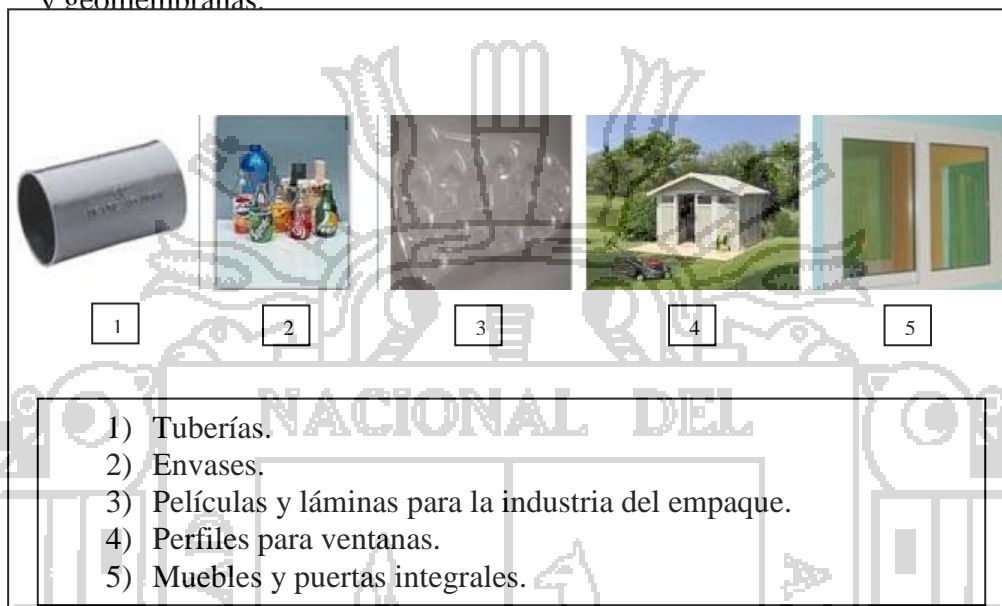 y geomembranas.
1 2 3 4 5
NACIONAL DEL
1) Tuberías.
2) Envases.
3) Películas y láminas para la industria del empaque.
4) Perfiles para ventanas.
5) Muebles y puertas integrales.